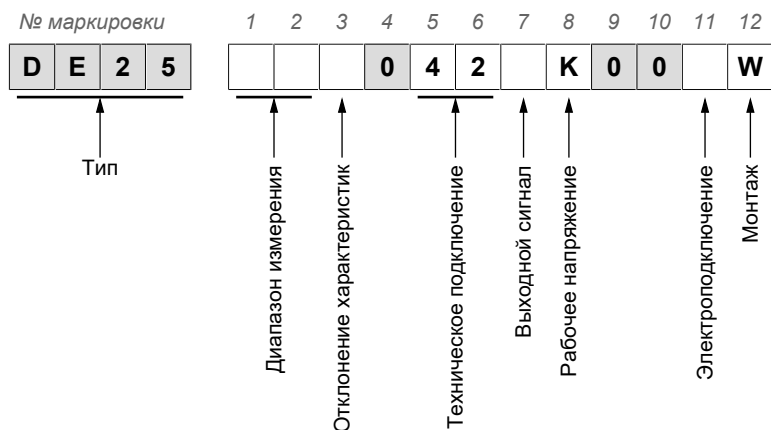 № маркировки 1 2 3 4 5 6 7 8 9 10 11 12
D E 2 5 0 4 2 K 0 0 W
Тип
Диапазон измерения
Отклонение характеристик
Техническое подключение
Выходной сигнал
Рабочее напряжение
Электроподключение
Монтаж